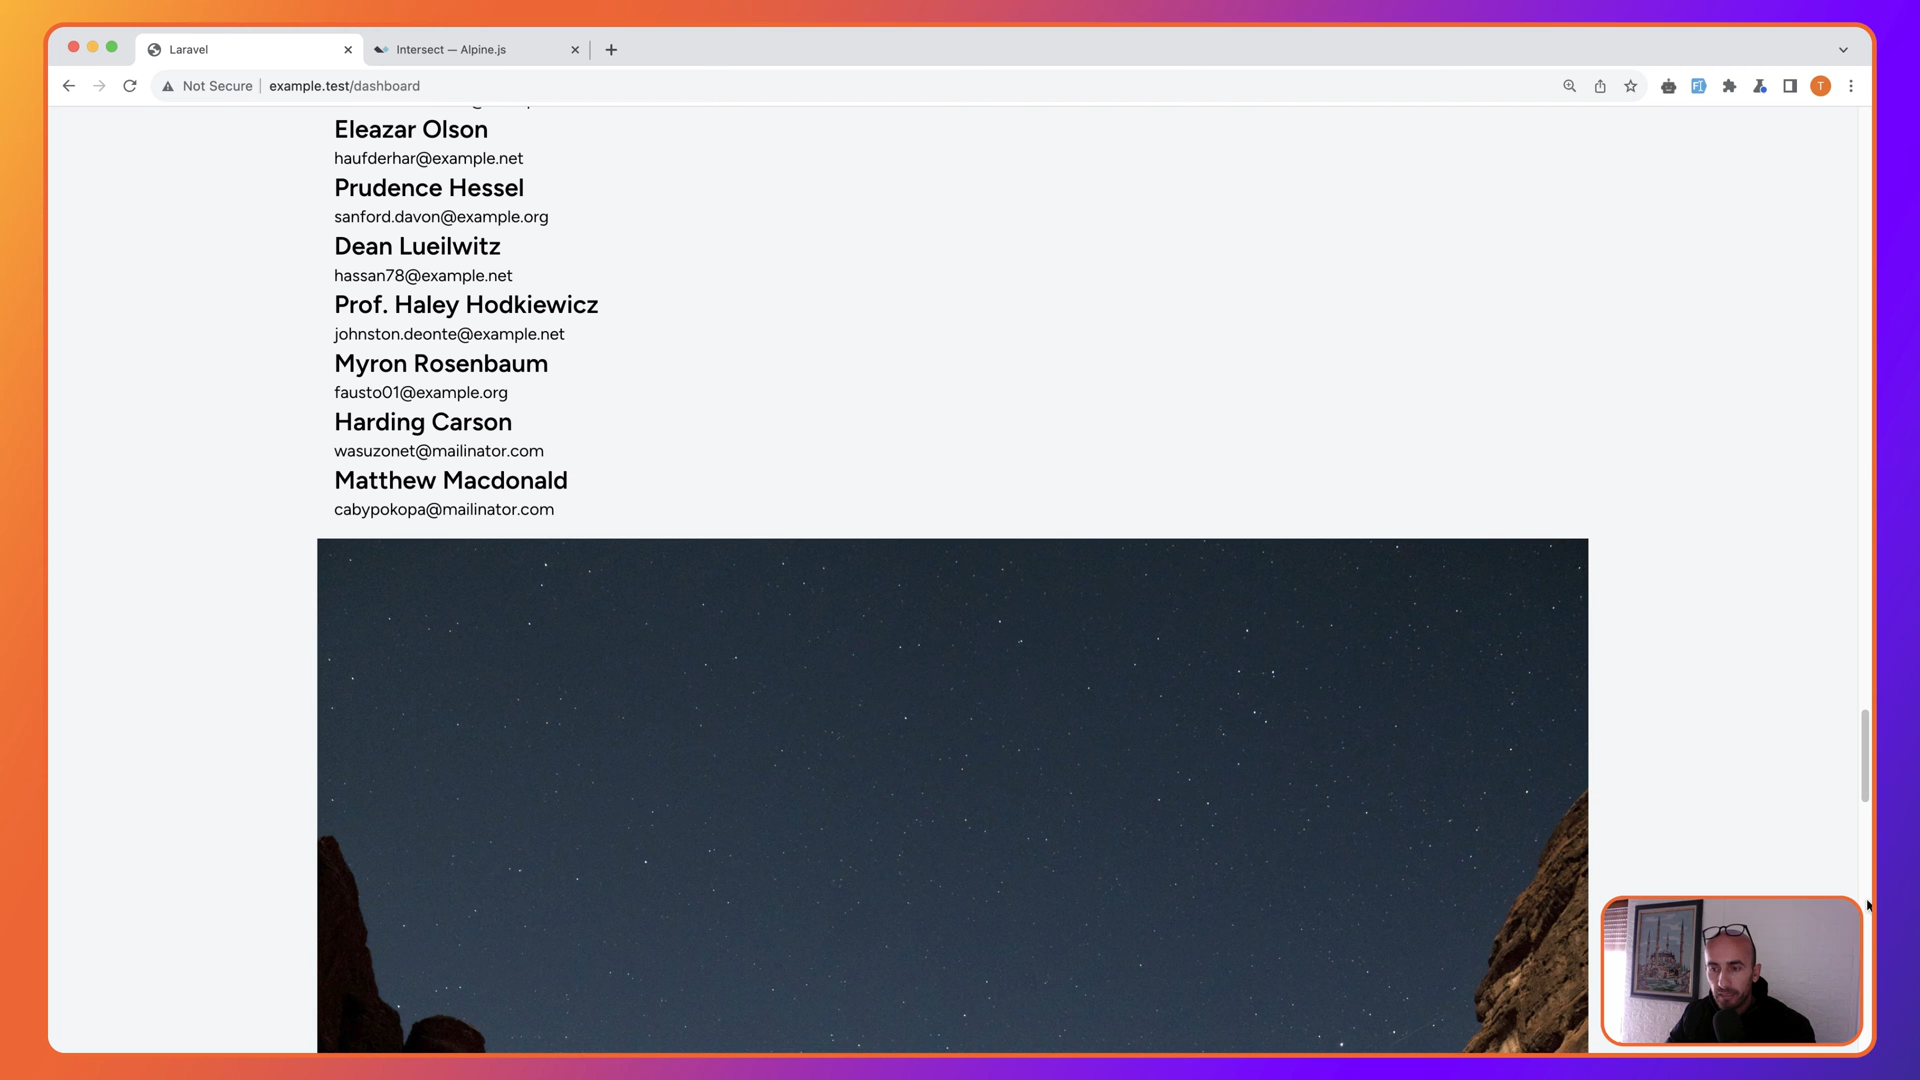 Laravel
Intersect — Alpine.js
Not Secure
example.test/dashboard
T
Eleazar Olson
haufderhar@example.net
Prudence Hessel
sanford.davon@example.org
Dean Lueilwitz
hassan78@example.net
Prof. Haley Hodkiewicz
johnston.deonte@example.net
Myron Rosenbaum
fausto01@example.org
Harding Carson
wasuzonet@mailinator.com
Matthew Macdonald
cabypokopa@mailinator.com